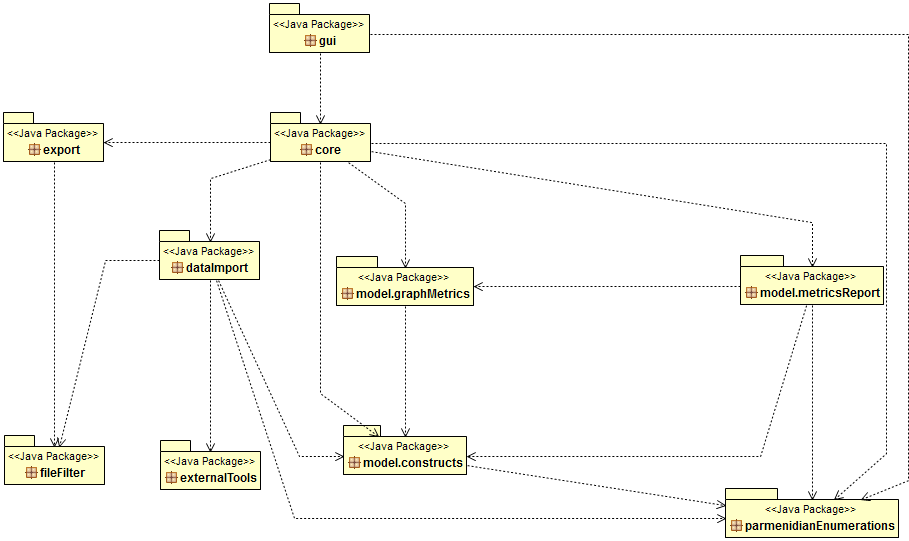 <<Java Package>>
gui
<<Java Package>>
export
<<Java Package>>
core
<<Java Package>>
dataImport
<<Java Package>>
model.graphMetrics
<<Java Package>>
model.metricsReport
<<Java Package>>
fileFilter
<<Java Package>>
externalTools
<<Java Package>>
model.constructs
<<Java Package>>
parmenidianEnumerations